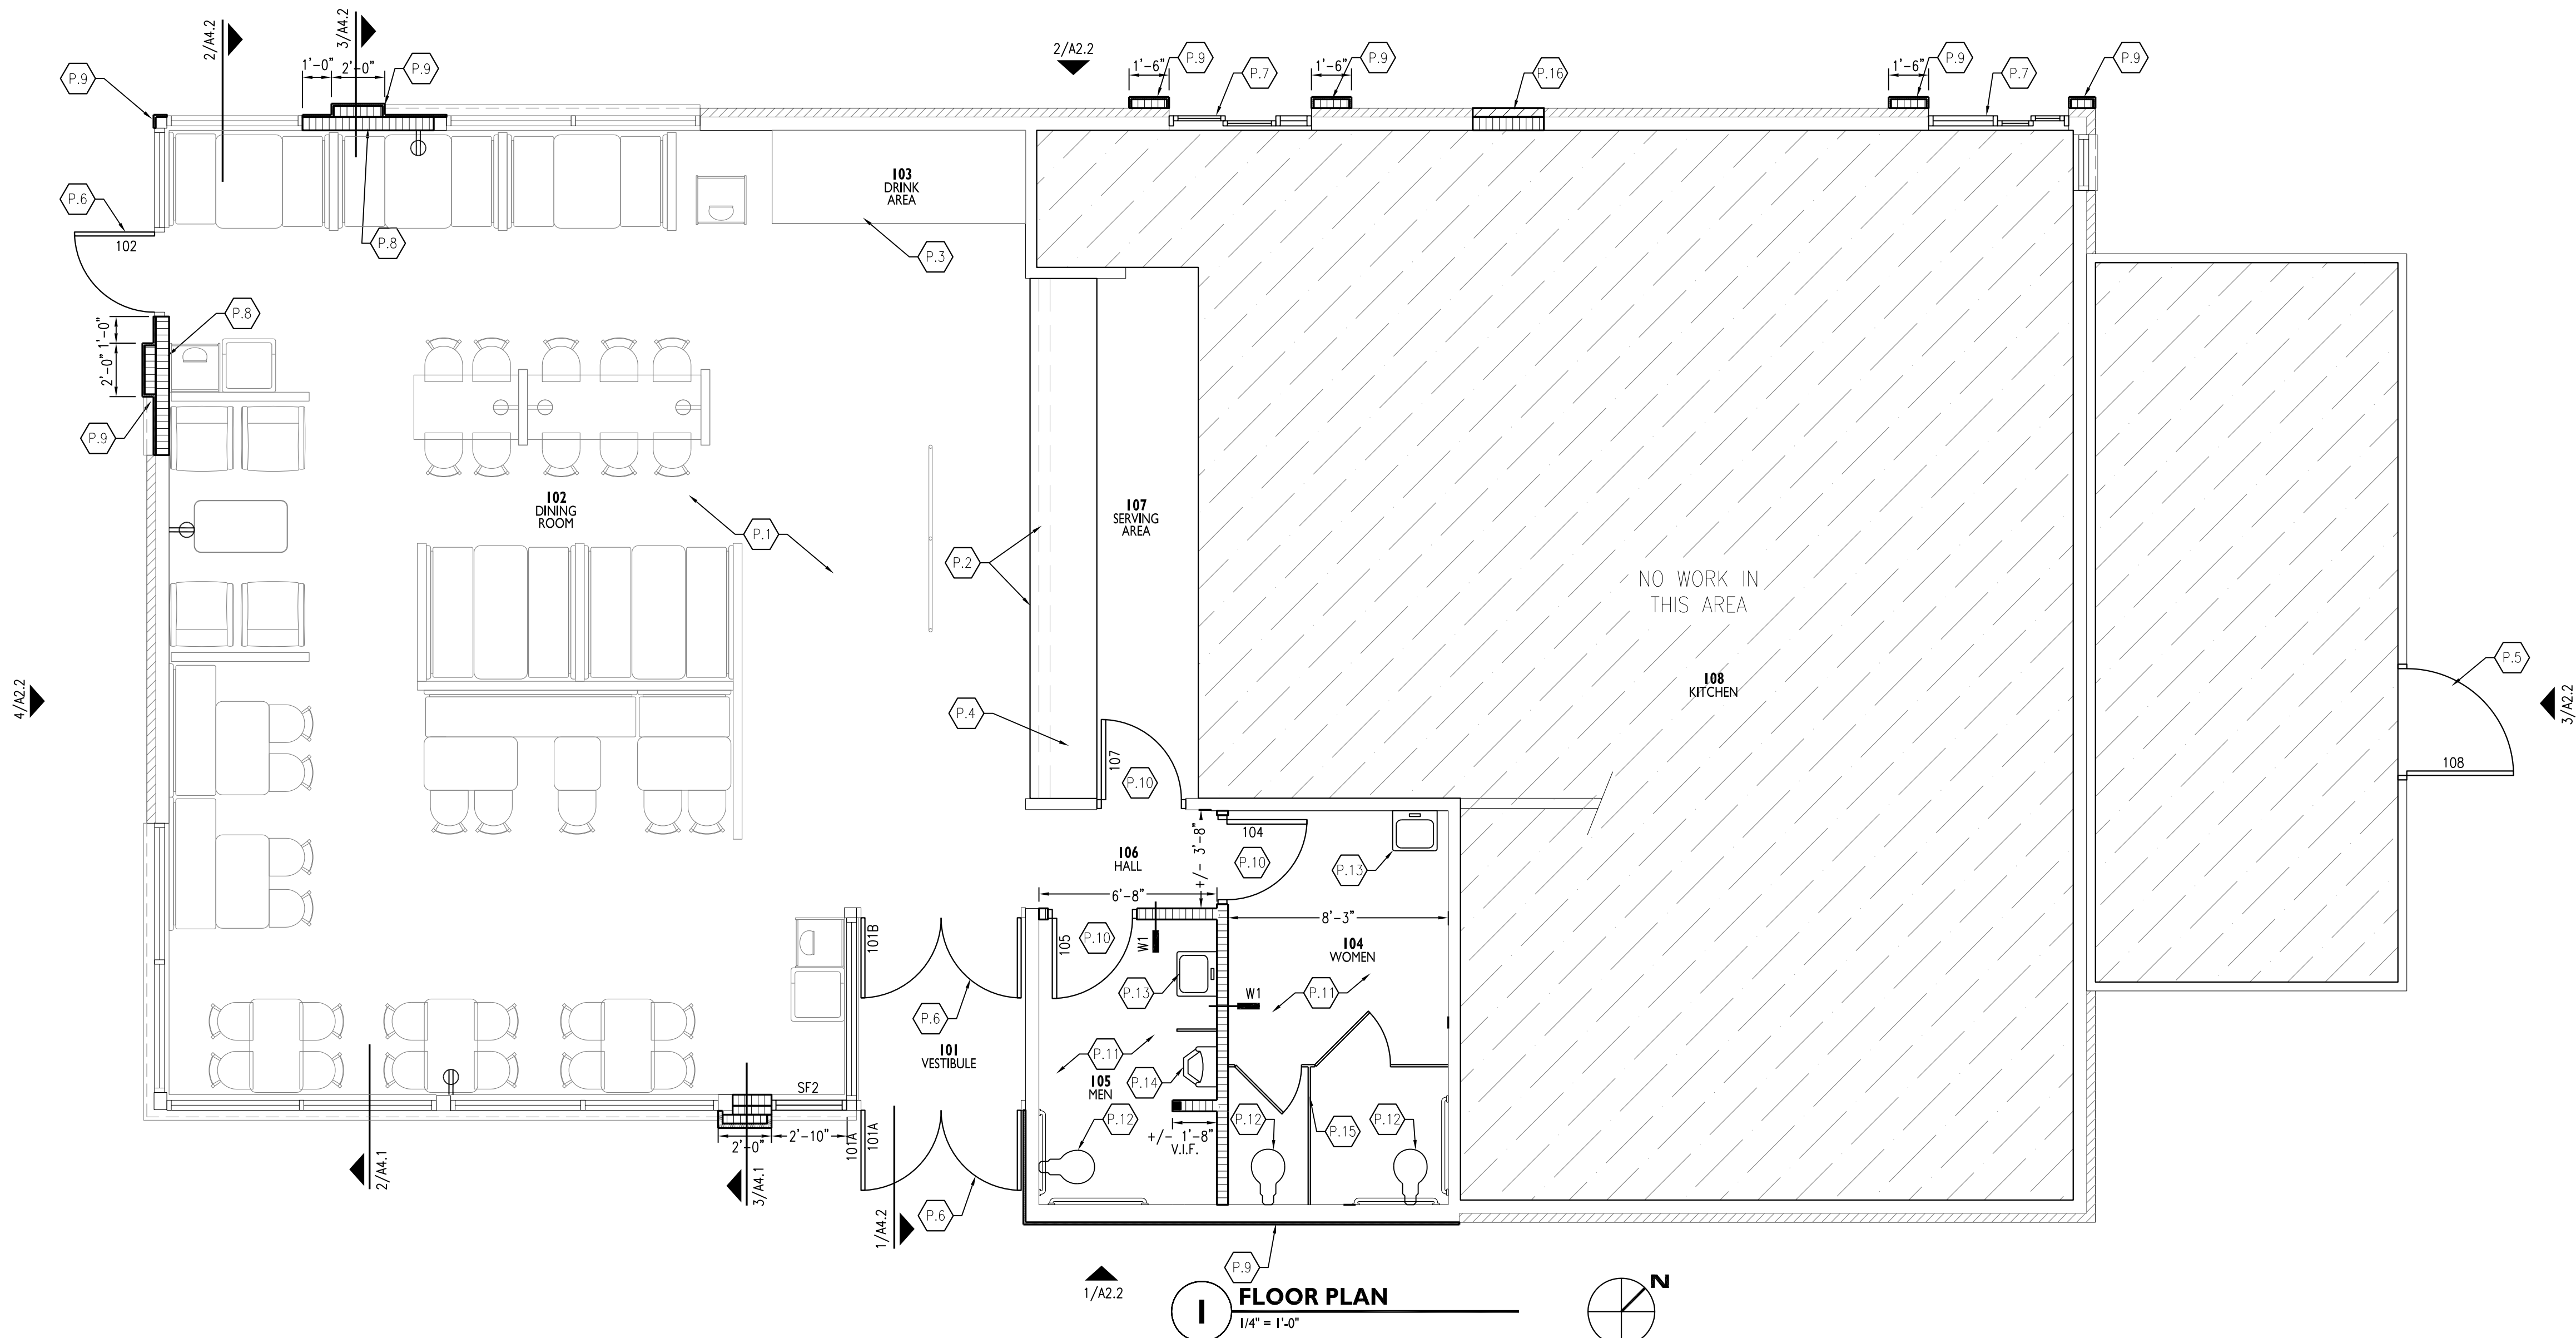 2/A4.2
3/A4.2
2/A2.2
P.9
1'-0"
2'-0"
P.9
1'-6"
P.9
P.7
1'-6"
P.9
P.16
1'-6"
P.9
P.7
P.9
P.6
102
P.8
103
DRINK
AREA
P.3
1'-0"
2'-0"
P.8
P.9
102
DINING
ROOM
P.1
P.2
107
SERVING
AREA
NO WORK IN
THIS AREA
108
KITCHEN
P.5
4/A2.2
3/A2.2
P.4
107
P.10
108
104
+/- 3'-8"
P.10
P.13
106
HALL
6'-8"
8'-3"
101B
105
P.10
W1
104
WOMEN
P.13
P.11
W1
P.6
101
VESTIBULE
P.11
105
MEN
P.14
SF2
P.12
P.12
P.15
P.12
2'-0"
2'-10"
101A
101A
+/- 1'-8"
V.I.F.
2/A4.1
3/A4.1
1/A4.2
P.6
P.9
1/A2.2
1
FLOOR PLAN
1/4" = 1'-0"
N